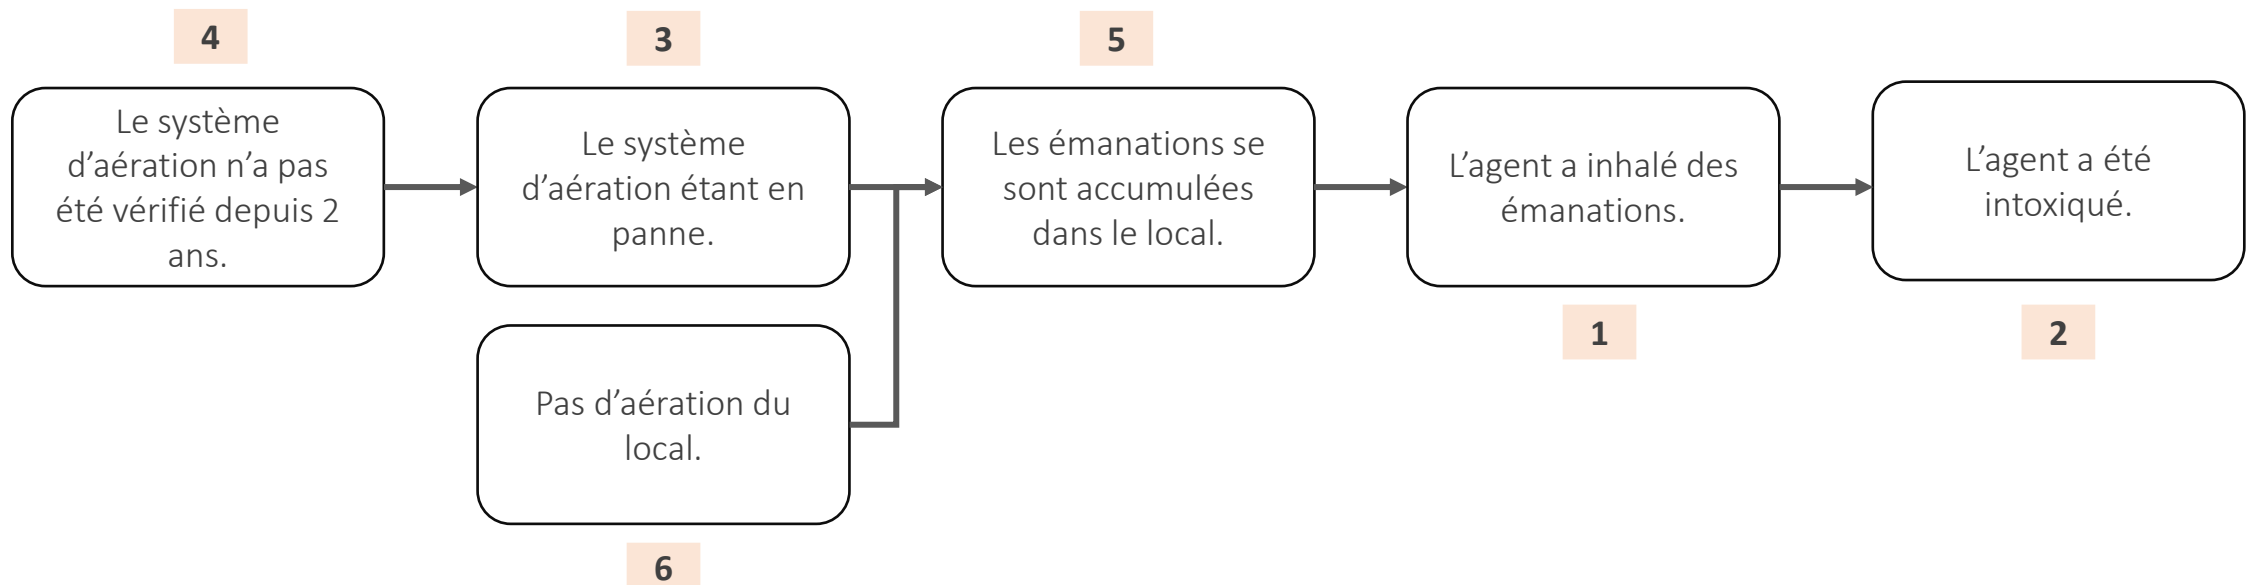 4
3
5
Le système
d’aération n’a pas
été vérifié depuis 2
ans.
Le système
d’aération étant en
panne.
Les émanations se
sont accumulées
dans le local.
L’agent a inhalé des
émanations.
L’agent a été
intoxiqué.
1
2
Pas d’aération du
local.
6